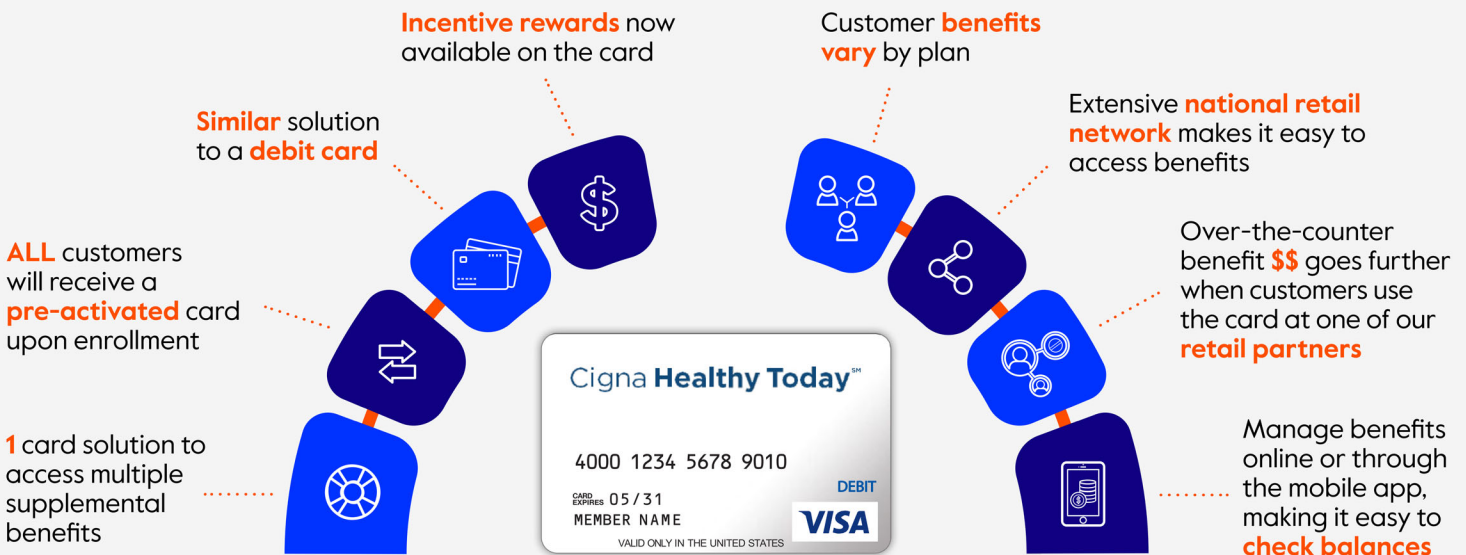 1 card solution to
access multiple
supplemental
benefits
ALL customers
will receive a
pre-activated card
upon enrollment
Similar solution
to a debit card
Incentive rewards now
available on the card
$
Customer benefits
vary by plan
Extensive national retail
network makes it easy to
access benefits
Over-the-counter
benefit $$ goes further
when customers use
the card at one of our
retail partners
Manage benefits
online or through
the mobile app,
making it easy to
check balances
Cigna Healthy Today℠
4000 1234 5678 9010
CARD
EXPIRES 05/31
MEMBER NAME
DEBIT
VISA
VALID ONLY IN THE UNITED STATES